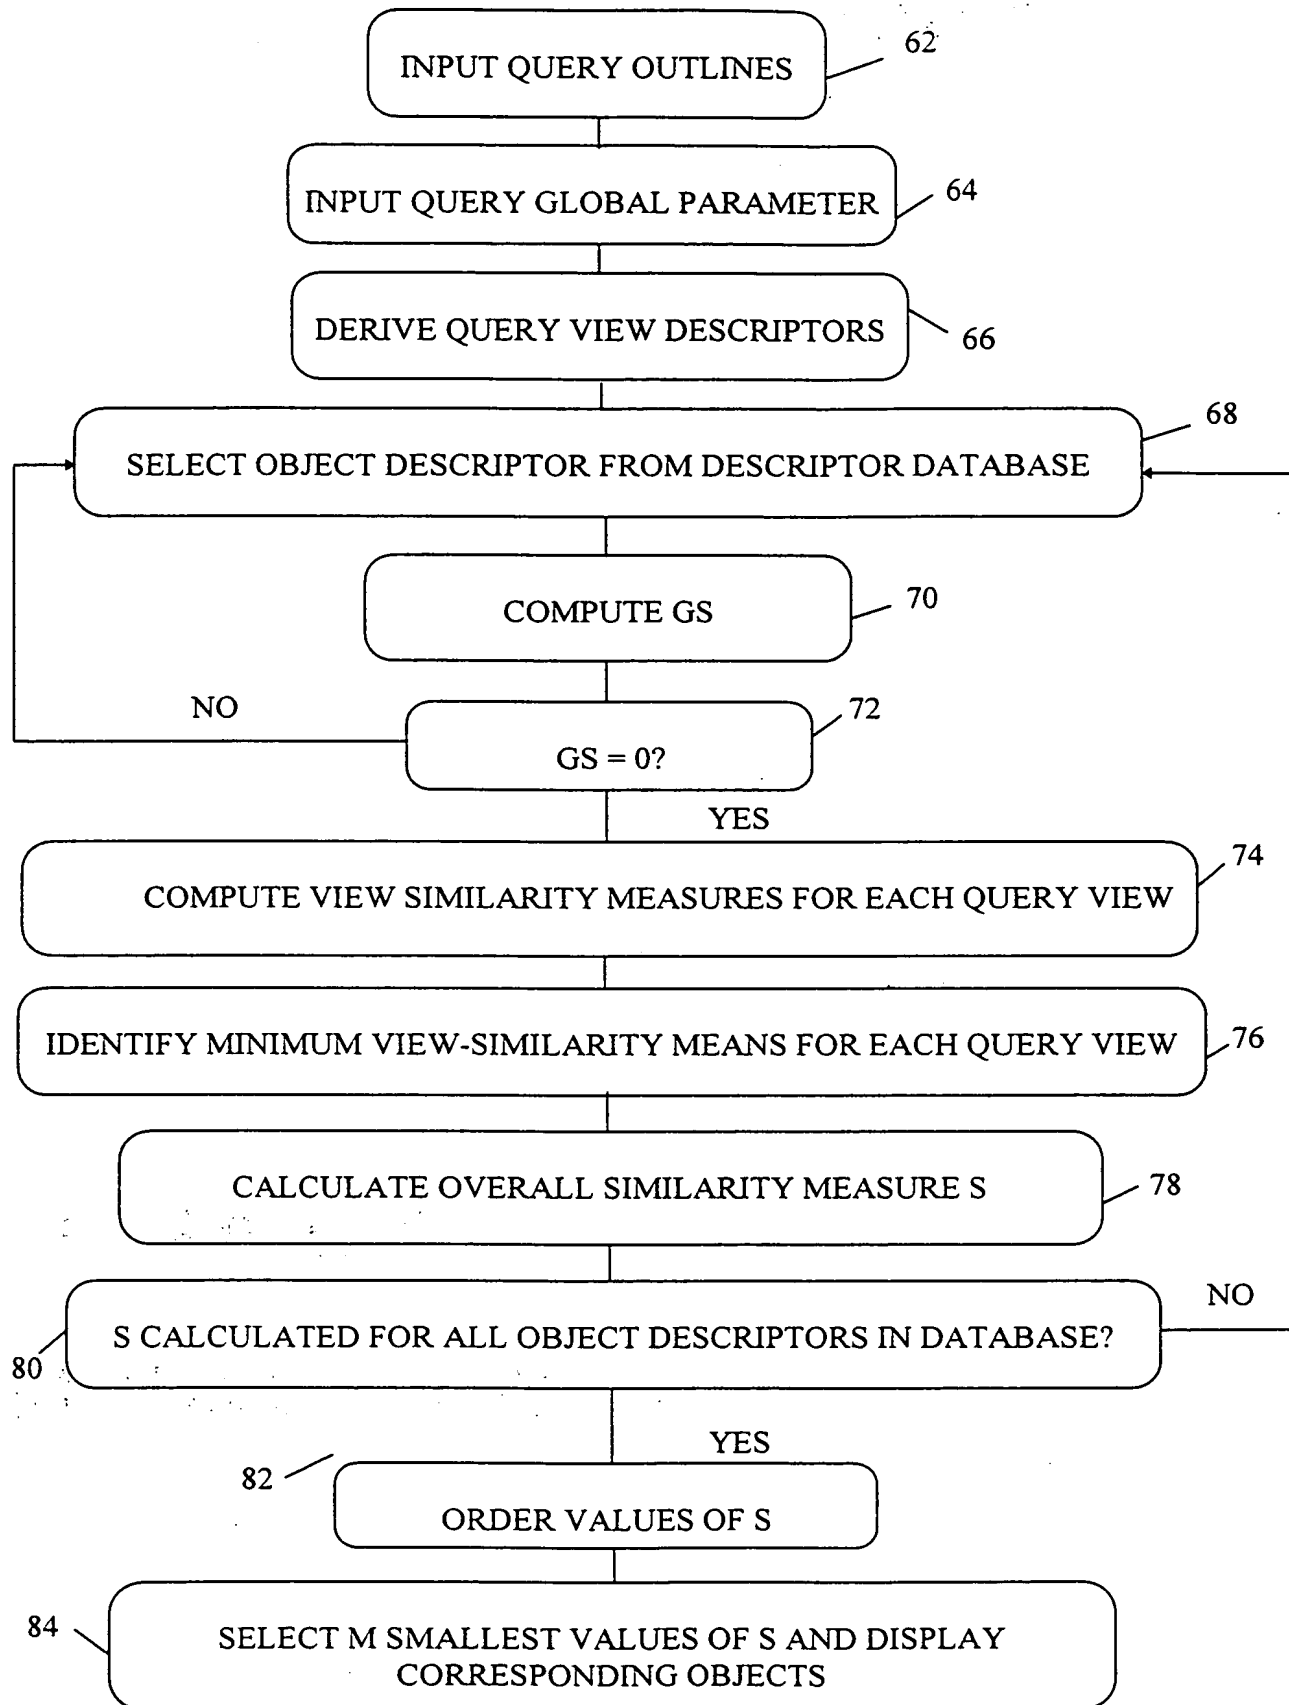 62
INPUT QUERY OUTLINES
64
INPUT QUERY GLOBAL PARAMETER
DERIVE QUERY VIEW DESCRIPTORS
66
68
SELECT OBJECT DESCRIPTOR FROM DESCRIPTOR DATABASE
70
COMPUTE GS
NO
72
GS = 0?
YES
74
COMPUTE VIEW SIMILARITY MEASURES FOR EACH QUERY VIEW
IDENTIFY MINIMUM VIEW-SIMILARITY MEANS FOR EACH QUERY VIEW
76
CALCULATE OVERALL SIMILARITY MEASURE S
78
NO
S CALCULATED FOR ALL OBJECT DESCRIPTORS IN DATABASE?
80
YES
82
ORDER VALUES OF S
84
SELECT M SMALLEST VALUES OF S AND DISPLAY
CORRESPONDING OBJECTS